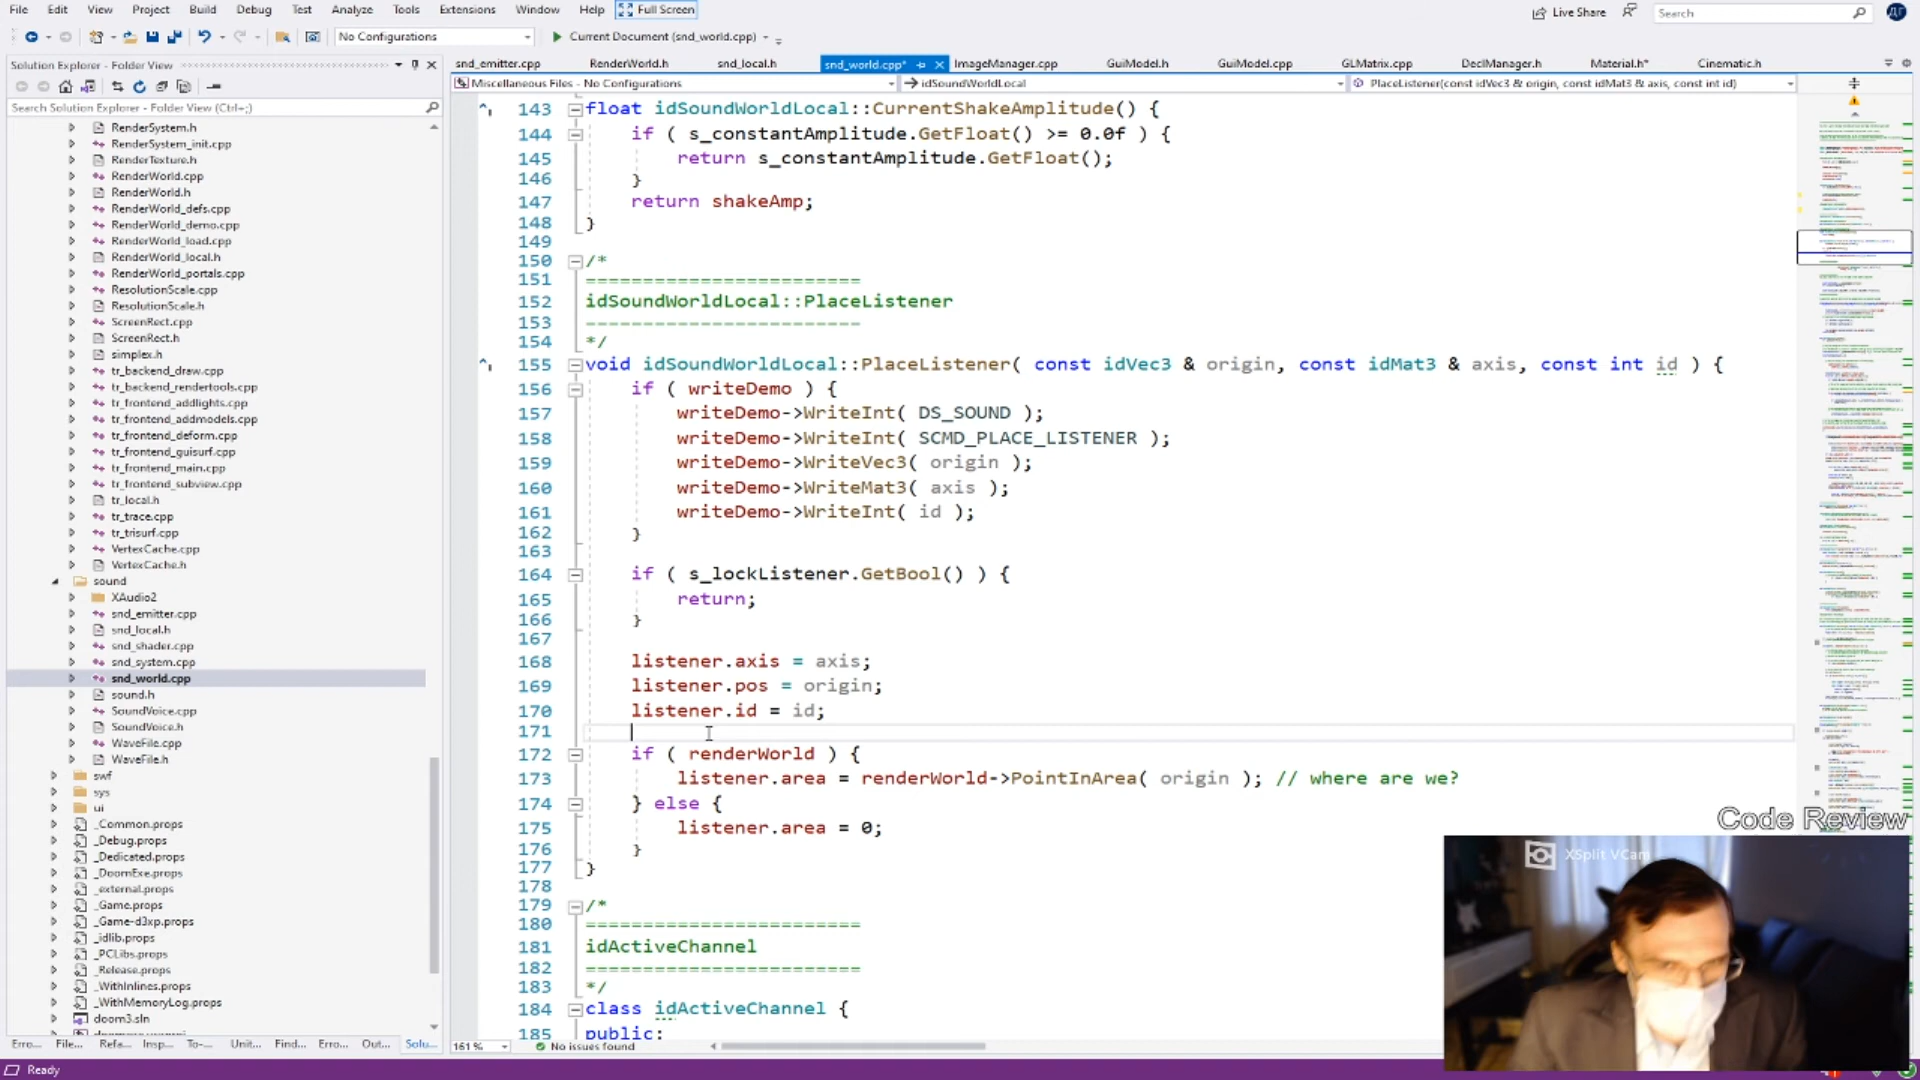 File Edit View Project Build Debug Test Analyze Tools Extensions Window Help Full Screen Live Share Search
No Configurations Current Document (snd_world.cpp)
Solution Explorer - Folder View
Search Solution Explorer - Folder View (Ctrl+;)
RenderSystem.h
RenderSystem_init.cpp
RenderTexture.h
RenderWorld.cpp
RenderWorld.h
RenderWorld_defs.cpp
RenderWorld_demo.cpp
RenderWorld_load.cpp
RenderWorld_local.h
RenderWorld_portals.cpp
ResolutionScale.cpp
ResolutionScale.h
ScreenRect.cpp
ScreenRect.h
simplex.h
tr_backend_draw.cpp
tr_backend_rendertools.cpp
tr_frontend_addlights.cpp
tr_frontend_addmodels.cpp
tr_frontend_deform.cpp
tr_frontend_guisurf.cpp
tr_frontend_main.cpp
tr_frontend_subview.cpp
tr_local.h
tr_trace.cpp
tr_trisurf.cpp
VertexCache.cpp
VertexCache.h
sound
XAudio2
snd_emitter.cpp
snd_local.h
snd_shader.cpp
snd_system.cpp
snd_world.cpp
sound.h
SoundVoice.cpp
SoundVoice.h
WaveFile.cpp
WaveFile.h
swf
sys
ui
_Common.props
_Debug.props
_Dedicated.props
_DoomExe.props
_external.props
_Game.props
_Game-d3xp.props
_idlib.props
_PCLibs.props
_Release.props
_WithInlines.props
_WithMemoryLog.props
doom3.sln
Erro... File... Refa... Insp... To-... Unit... Find... Erro... Out... Solu...
snd_emitter.cpp RenderWorld.h snd_local.h snd_world.cpp* ImageManager.cpp GuiModel.h GuiModel.cpp GLMatrix.cpp DeclManager.h Material.h* Cinematic.h
Miscellaneous Files - No Configurations idSoundWorldLocal PlaceListener(const idVec3 & origin, const idMat3 & axis, const int id)
143 float idSoundWorldLocal::CurrentShakeAmplitude() {
144 if ( s_constantAmplitude.GetFloat() >= 0.0f ) {
145 return s_constantAmplitude.GetFloat();
146 }
147 return shakeAmp;
148 }
149
150 /*
151 ========================
152 idSoundWorldLocal::PlaceListener
153 ========================
154 */
155 void idSoundWorldLocal::PlaceListener( const idVec3 & origin, const idMat3 & axis, const int id ) {
156 if ( writeDemo ) {
157 writeDemo->WriteInt( DS_SOUND );
158 writeDemo->WriteInt( SCMD_PLACE_LISTENER );
159 writeDemo->WriteVec3( origin );
160 writeDemo->WriteMat3( axis );
161 writeDemo->WriteInt( id );
162 }
163
164 if ( s_lockListener.GetBool() ) {
165 return;
166 }
167
168 listener.axis = axis;
169 listener.pos = origin;
170 listener.id = id;
171
172 if ( renderWorld ) {
173 listener.area = renderWorld->PointInArea( origin ); // where are we?
174 } else {
175 listener.area = 0;
176 }
177 }
178
179 /*
180 ========================
181 idActiveChannel
182 ========================
183 */
184 class idActiveChannel {
185 public:
161 % No issues found
Code Review
XSplit VCam
Ready